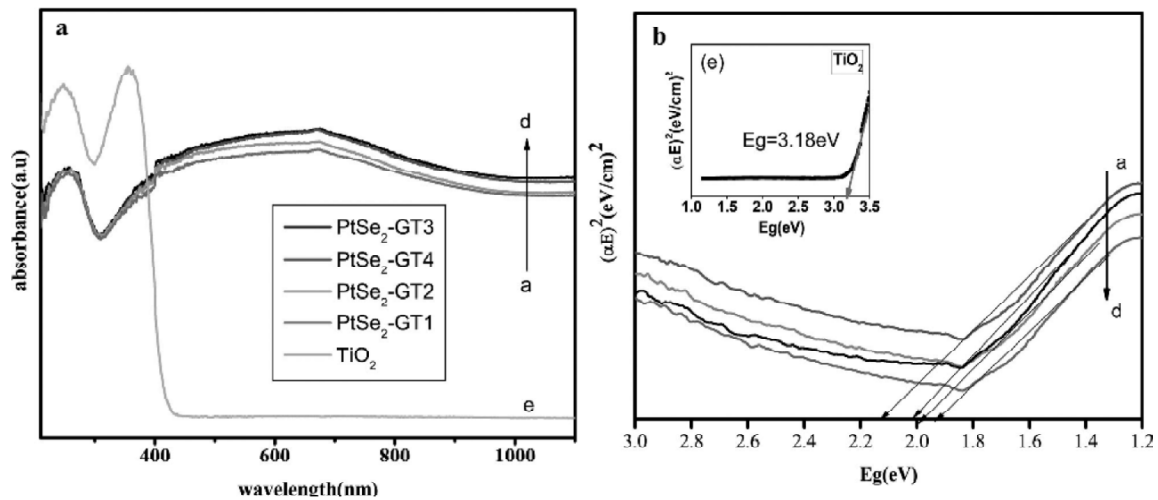 a
absorbance(a.u)
d
a
e
PtSe2-GT3
PtSe2-GT4
PtSe2-GT2
PtSe2-GT1
TiO2
400 600 800 1000
wavelength(nm)
b
(αE)2(eV/cm)2
(e)
TiO2
(αE)2(eV/cm)2
Eg=3.18eV
1.0 1.5 2.0 2.5 3.0 3.5
Eg(eV)
a
d
3.0 2.8 2.6 2.4 2.2 2.0 1.8 1.6 1.4 1.2
Eg(eV)